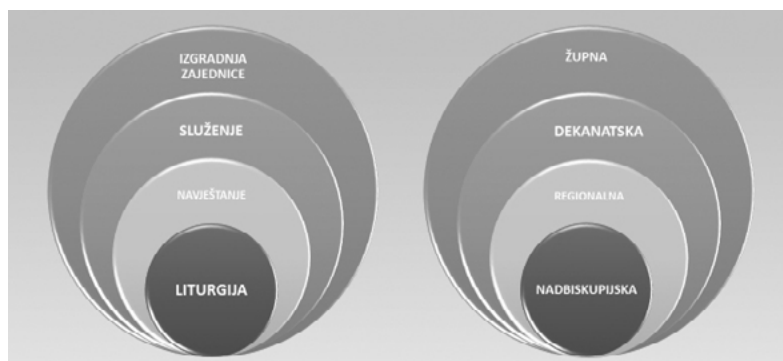 IZGRADNJA
ZAJEDNICE
SLUŽENJE
NAVJEŠTANJE
LITURGIJA
ŽUPNA
DEKANATSKA
REGIONALNA
NADBISKUPIJSKA